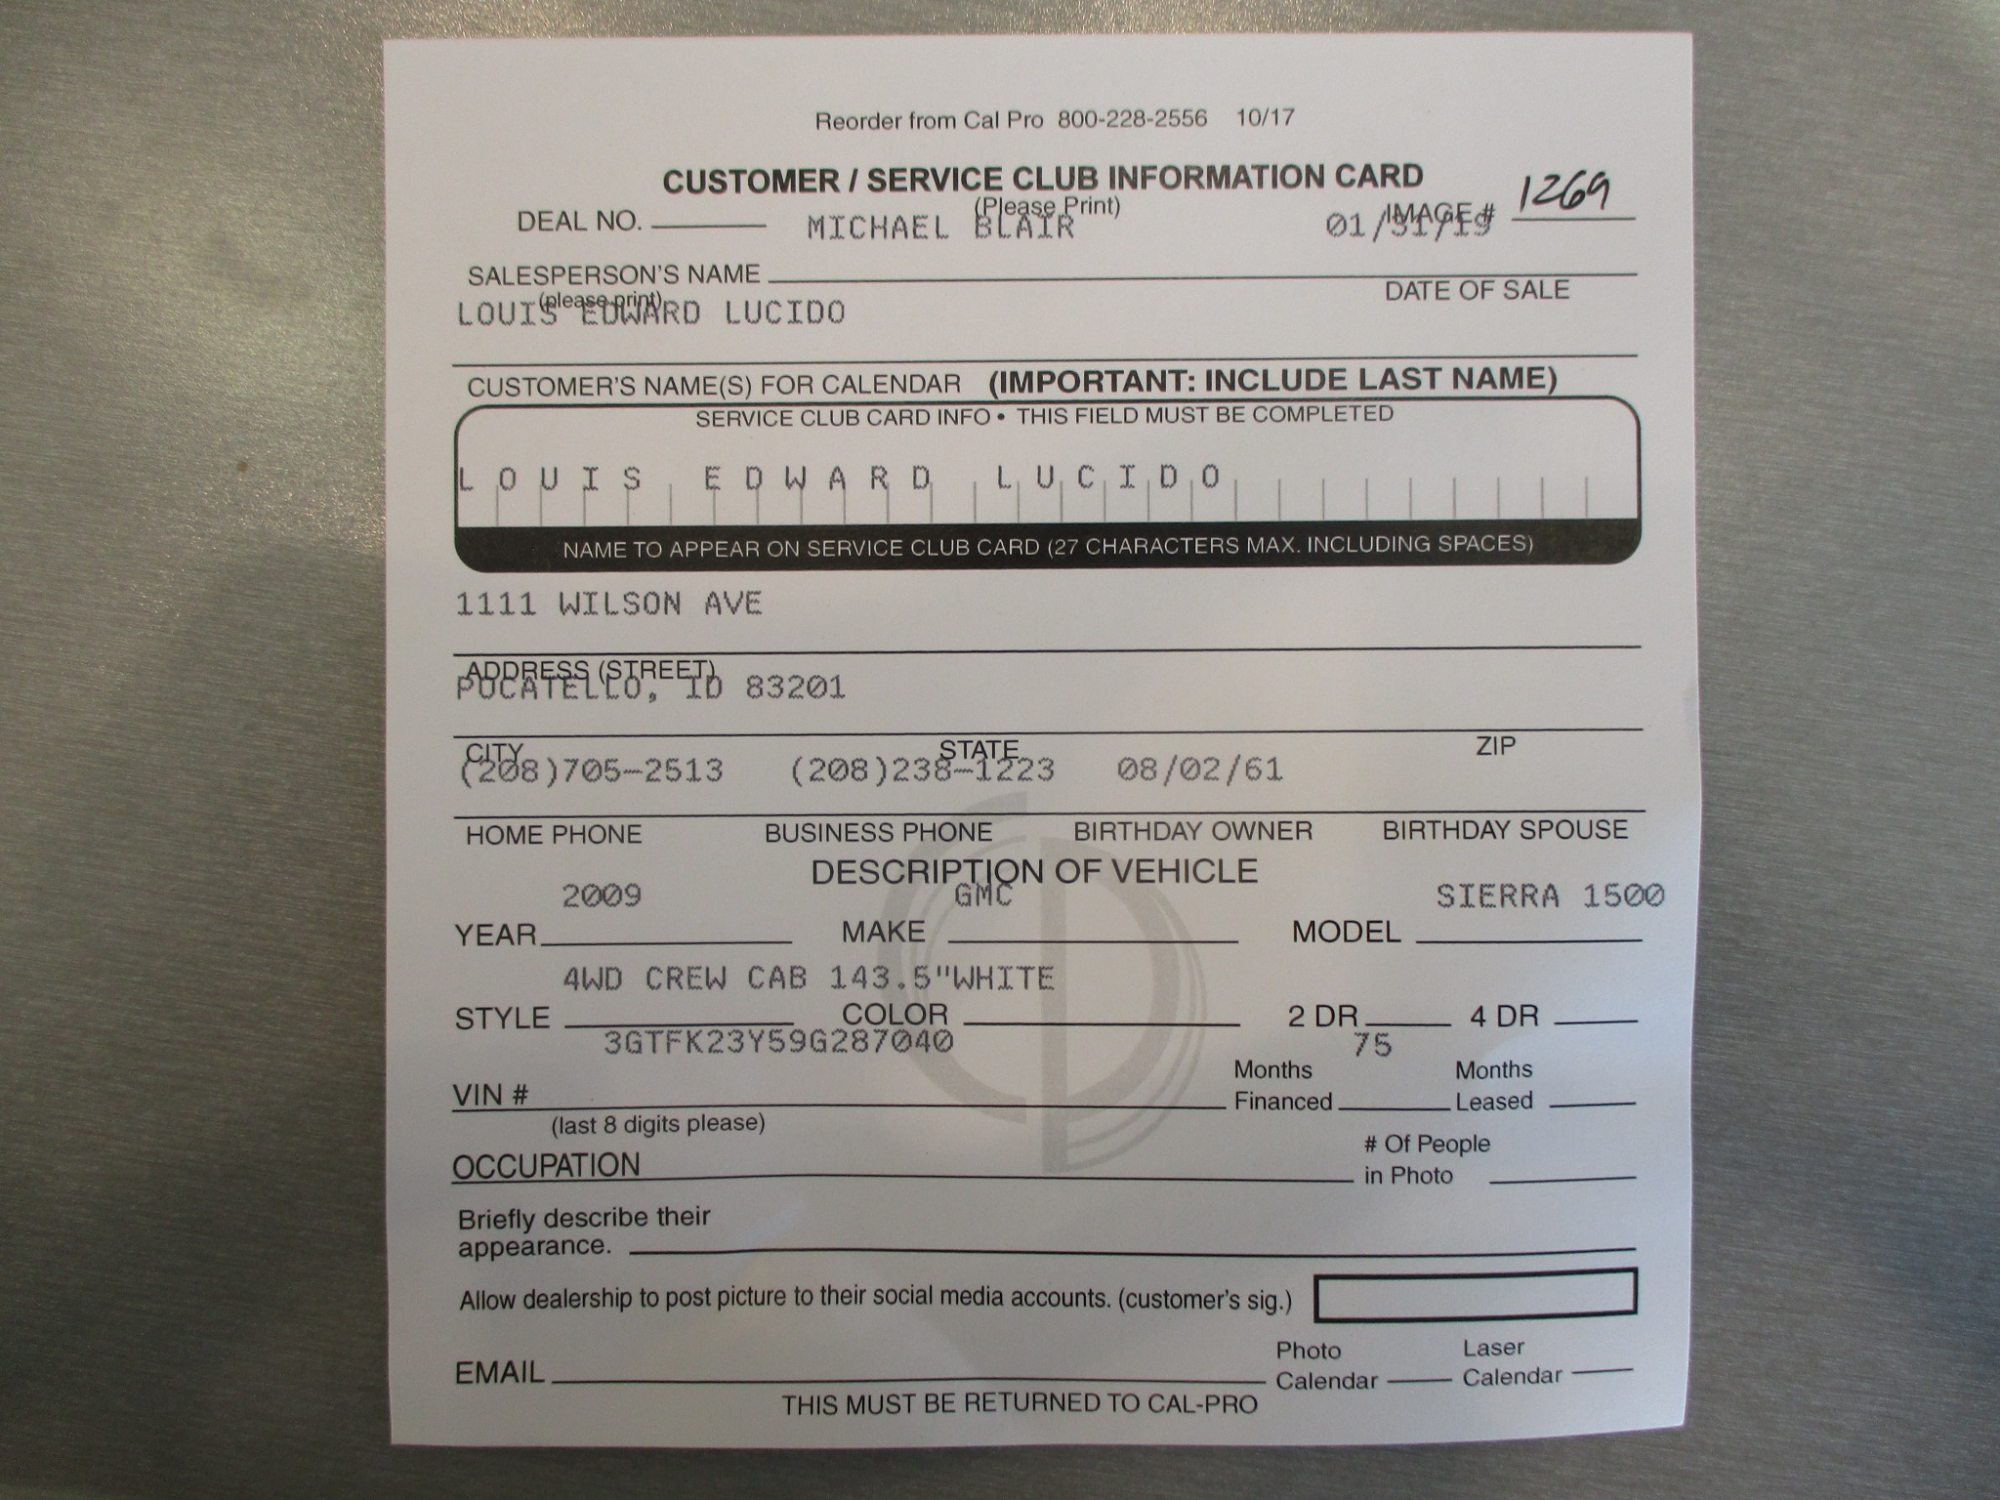 Reorder from Cal Pro 800-228-2556 10/17
CUSTOMER / SERVICE CLUB INFORMATION CARD
(Please Print)
DEAL NO. MICHAEL BLAIR 01/31/19 IMAGE# 1269
SALESPERSON'S NAME
(please print)
DATE OF SALE
LOUIS EDWARD LUCIDO
CUSTOMER'S NAME(S) FOR CALENDAR (IMPORTANT: INCLUDE LAST NAME)
SERVICE CLUB CARD INFO • THIS FIELD MUST BE COMPLETED
LOUIS EDWARD LUCIDO
NAME TO APPEAR ON SERVICE CLUB CARD (27 CHARACTERS MAX. INCLUDING SPACES)
1111 WILSON AVE
ADDRESS (STREET)
POCATELLO, ID 83201
CITY STATE ZIP
(208)705-2513 (208)238-1223 08/02/61
HOME PHONE BUSINESS PHONE BIRTHDAY OWNER BIRTHDAY SPOUSE
DESCRIPTION OF VEHICLE
2009 GMC SIERRA 1500
YEAR MAKE MODEL
4WD CREW CAB 143.5"WHITE
STYLE COLOR 2 DR 4 DR
3GTFK23Y59G287040 75
VIN # Months Financed Months Leased
(last 8 digits please)
OCCUPATION # Of People in Photo
Briefly describe their
appearance.
Allow dealership to post picture to their social media accounts. (customer's sig.)
EMAIL Photo Calendar Laser Calendar
THIS MUST BE RETURNED TO CAL-PRO